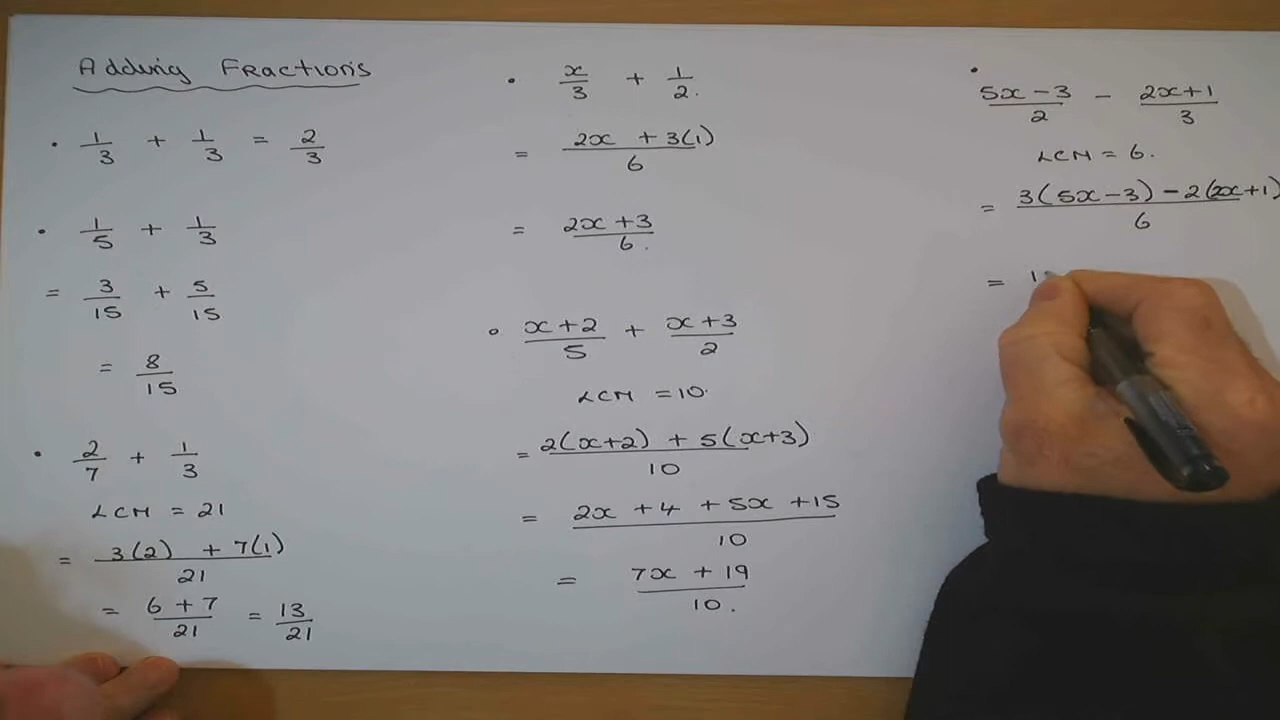 Adding Fractions
• 1/3 + 1/3 = 2/3
• 1/5 + 1/3
= 3/15 + 5/15
= 8/15
• 2/7 + 1/3
LCM = 21
= (3(2) + 7(1))/21
= (6 + 7)/21 = 13/21
• x/3 + 1/2.
= (2x + 3(1))/6
= (2x + 3)/6.
• (x+2)/5 + (x+3)/2
LCM = 10.
= (2(x+2) + 5(x+3))/10
= (2x + 4 + 5x + 15)/10
= (7x + 19)/10.
• (5x-3)/2 - (2x+1)/3
LCM = 6.
= (3(5x-3) - 2(2x+1))/6
= 1